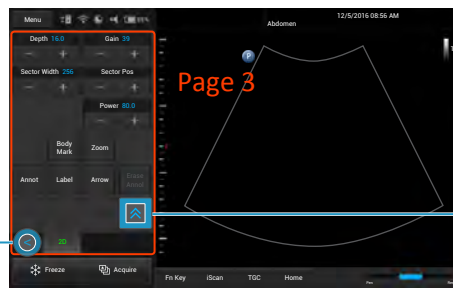 Menu
Abdomen
12/5/2016 08:56 AM
Depth 16.0
Gain 39
- +
- +
Sector Width 256
Sector Pos
- +
- +
Power 80.0
- +
Page 3
P
Body Mark
Zoom
Annot
Label
Arrow
Erase Annot
<
2D
Freeze
Acquire
Fn Key
iScan
TGC
Home
Pen